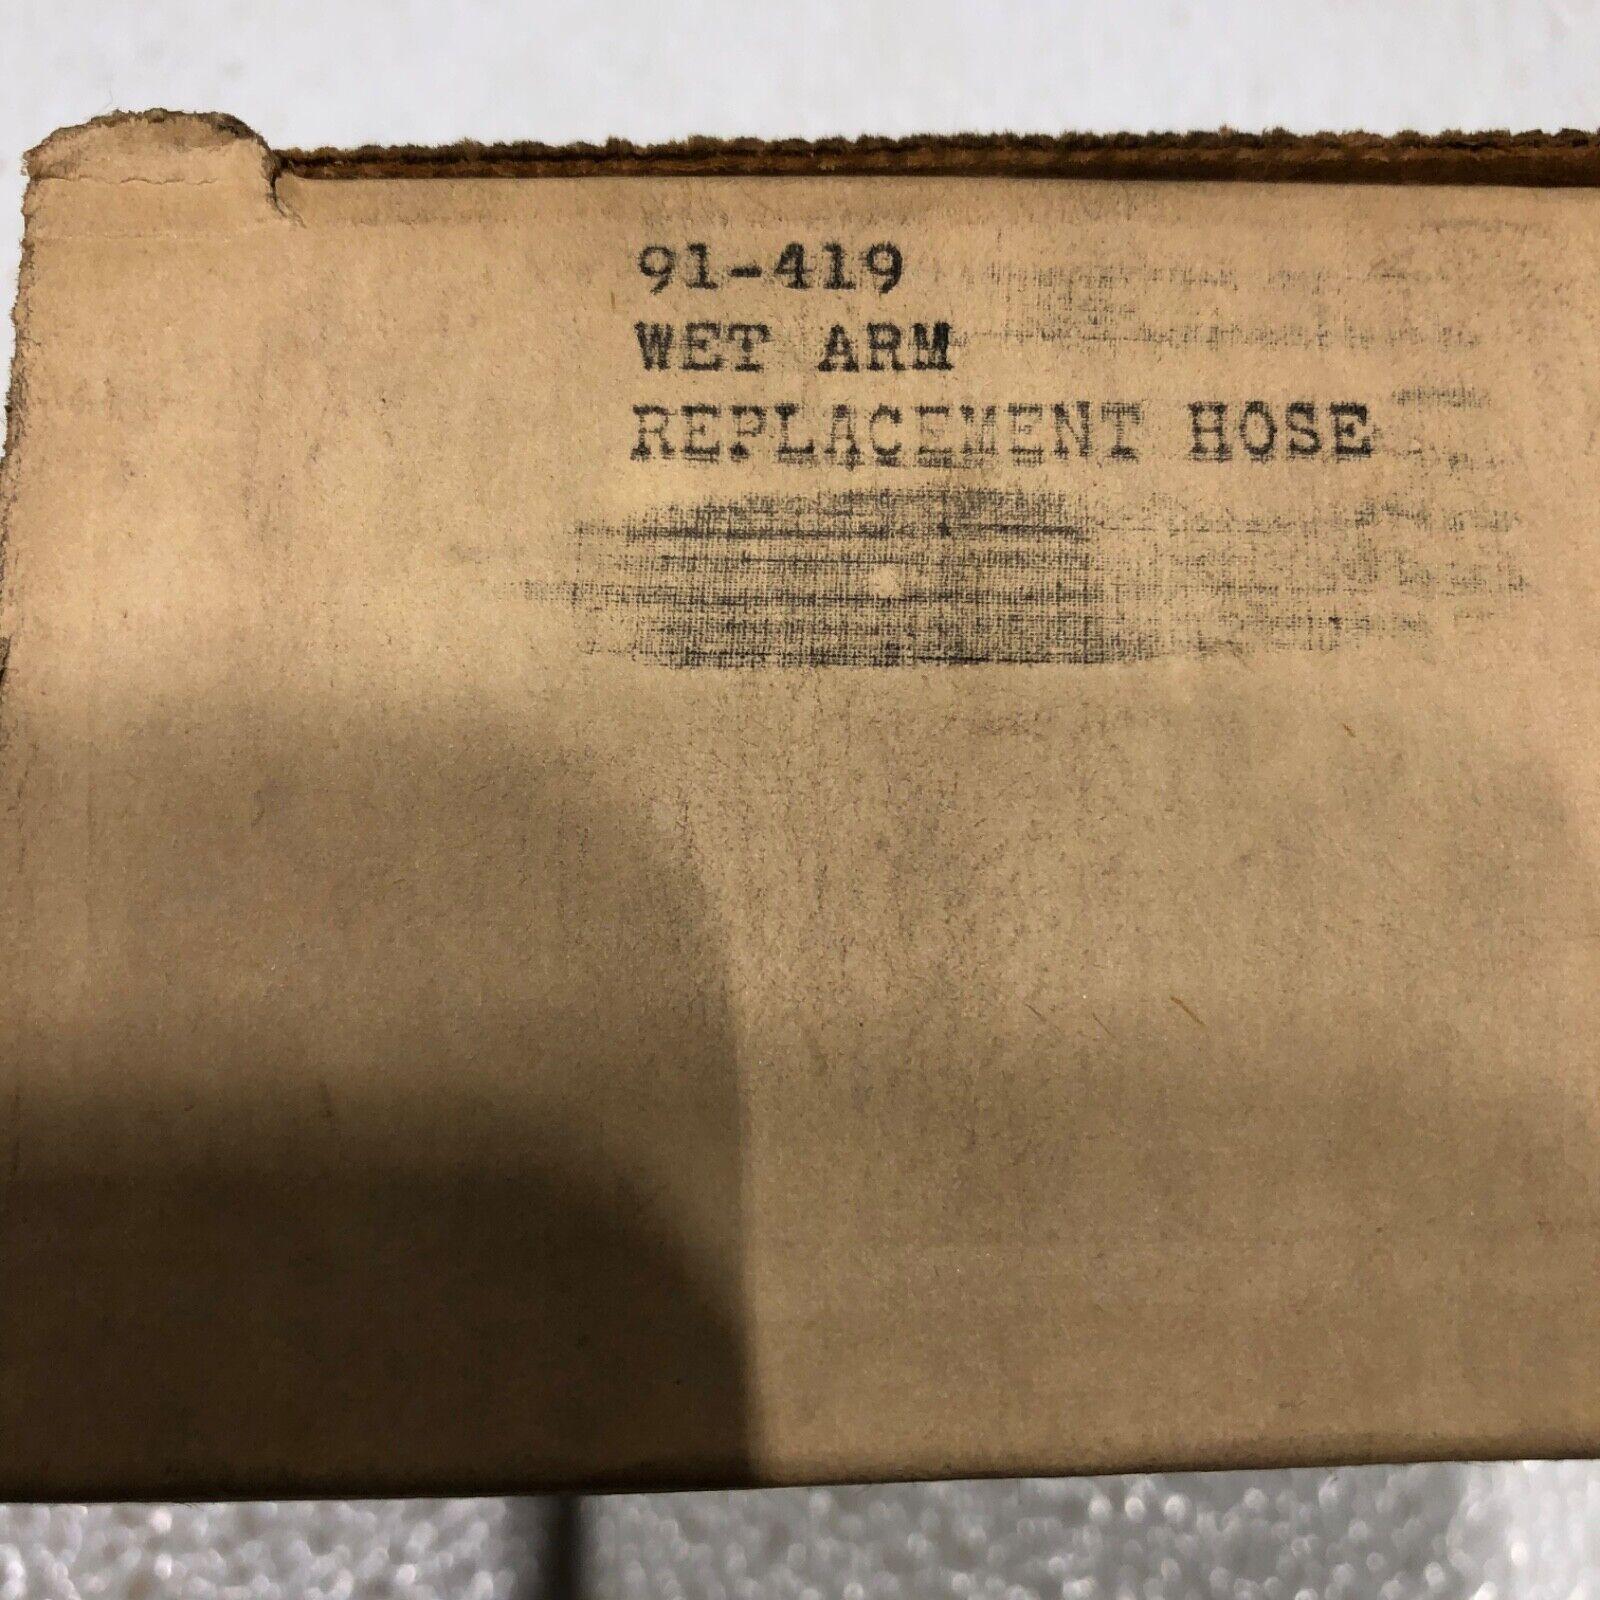 91-419
WET ARM
REPLACEMENT HOSE